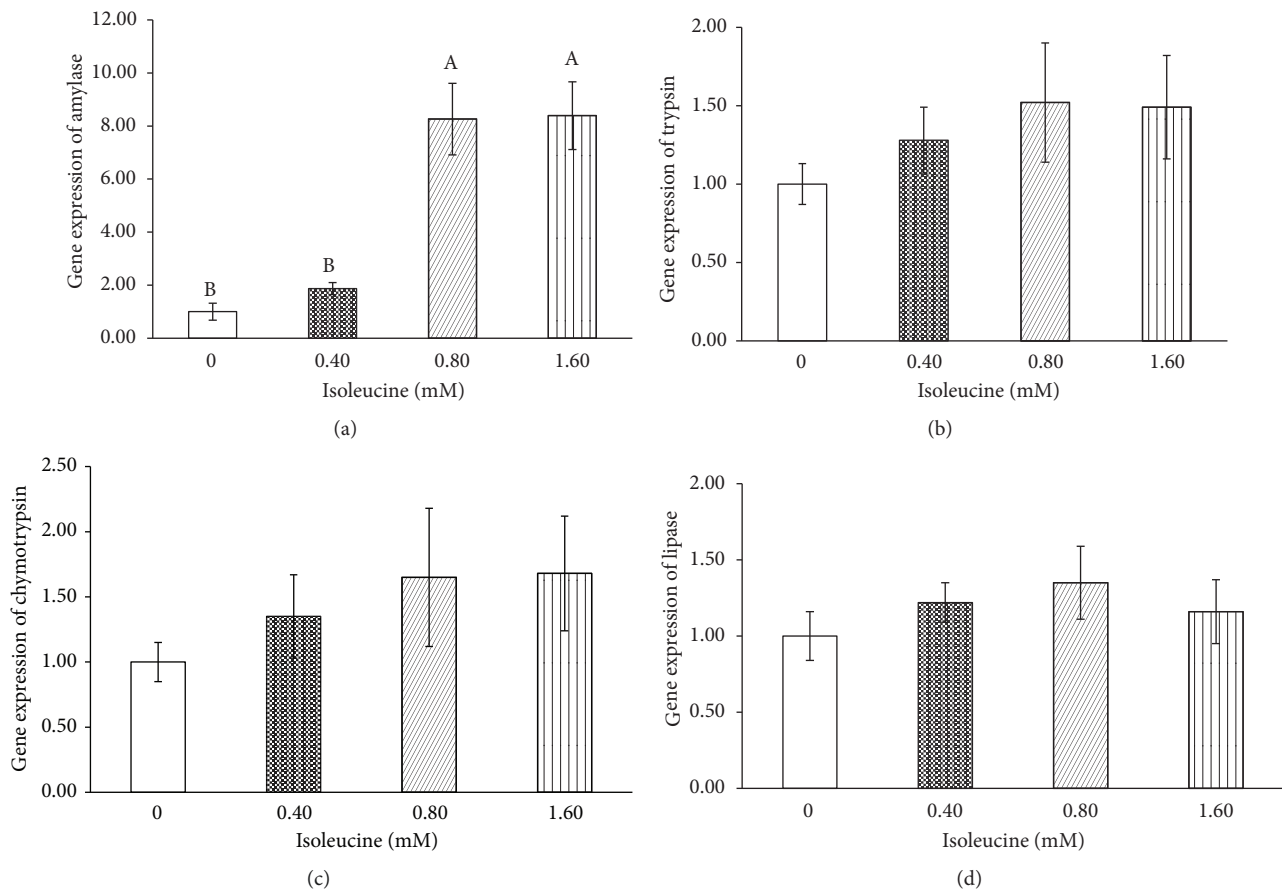 Gene expression of amylase
12.00
10.00
8.00
6.00
4.00
2.00
0.00
B
B
A
A
0 0.40 0.80 1.60
Isoleucine (mM)
(a)
Gene expression of trypsin
2.00
1.50
1.00
0.50
0.00
0 0.40 0.80 1.60
Isoleucine (mM)
(b)
Gene expression of chymotrypsin
2.50
2.00
1.50
1.00
0.50
0.00
0 0.40 0.80 1.60
Isoleucine (mM)
(c)
Gene expression of lipase
2.00
1.50
1.00
0.50
0.00
0 0.40 0.80 1.60
Isoleucine (mM)
(d)